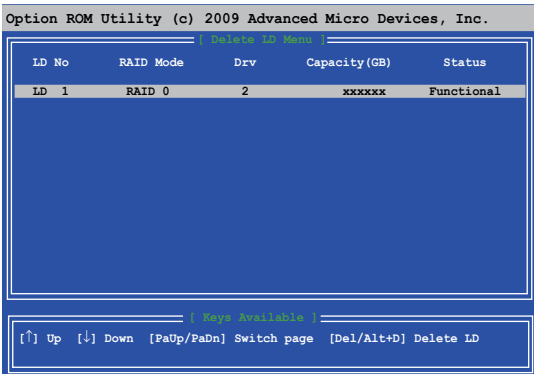 Option ROM Utility (c) 2009 Advanced Micro Devices, Inc.
[ Delete LD Menu ]
LD No RAID Mode Drv Capacity(GB) Status
LD 1 RAID 0 2 xxxxxx Functional
[ Keys Available ]
[↑] Up [↓] Down [PaUp/PaDn] Switch page [Del/Alt+D] Delete LD